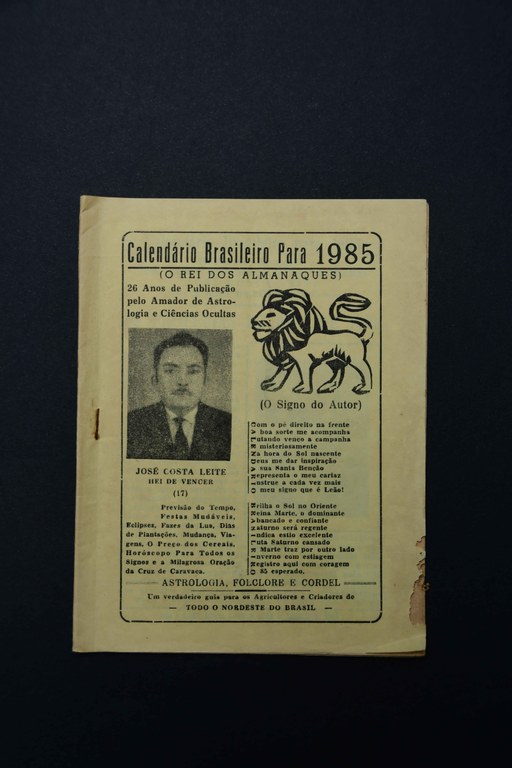 Calendário Brasileiro Para 1985
(O REI DOS ALMANAQUES)
26 Anos de Publicação
pelo Amador de Astro-
logia e Ciências Ocultas
JOSÉ COSTA LEITE
HEI DE VENCER
(17)
Previsão do Tempo,
Festas Mudáveis,
Eclipses, Fases da Lua, Dias
de Plantações, Mudança, Via-
gens, O Preço dos Cereais,
Horóscopo Para Todos os
Signos e a Milagrosa Oração
da Cruz de Caravaca.
(O Signo do Autor)
Com o pé direito na frente
A boa sorte me acompanha
Lutando venço a campanha
E misteriosamente
Na hora do Sol nascente
Deus me dar inspiração
A sua Santa Benção
Representa o meu cartaz
Instrue a cada vez mais
O meu signo que é Leão!
Brilha o Sol no Oriente
Reina Marte, o dominante
Avançado e confiante
Zaturno será regente
Indica estio excelente
Luta Saturno cansado
E Marte traz por outro lado
Inverno com estiagem
Registro aqui com coragem
O 85 esperado.
ASTROLOGIA, FOLCLORE E CORDEL
Um verdadeiro guia para os Agricultores e Criadores de
— TODO O NORDESTE DO BRASIL —